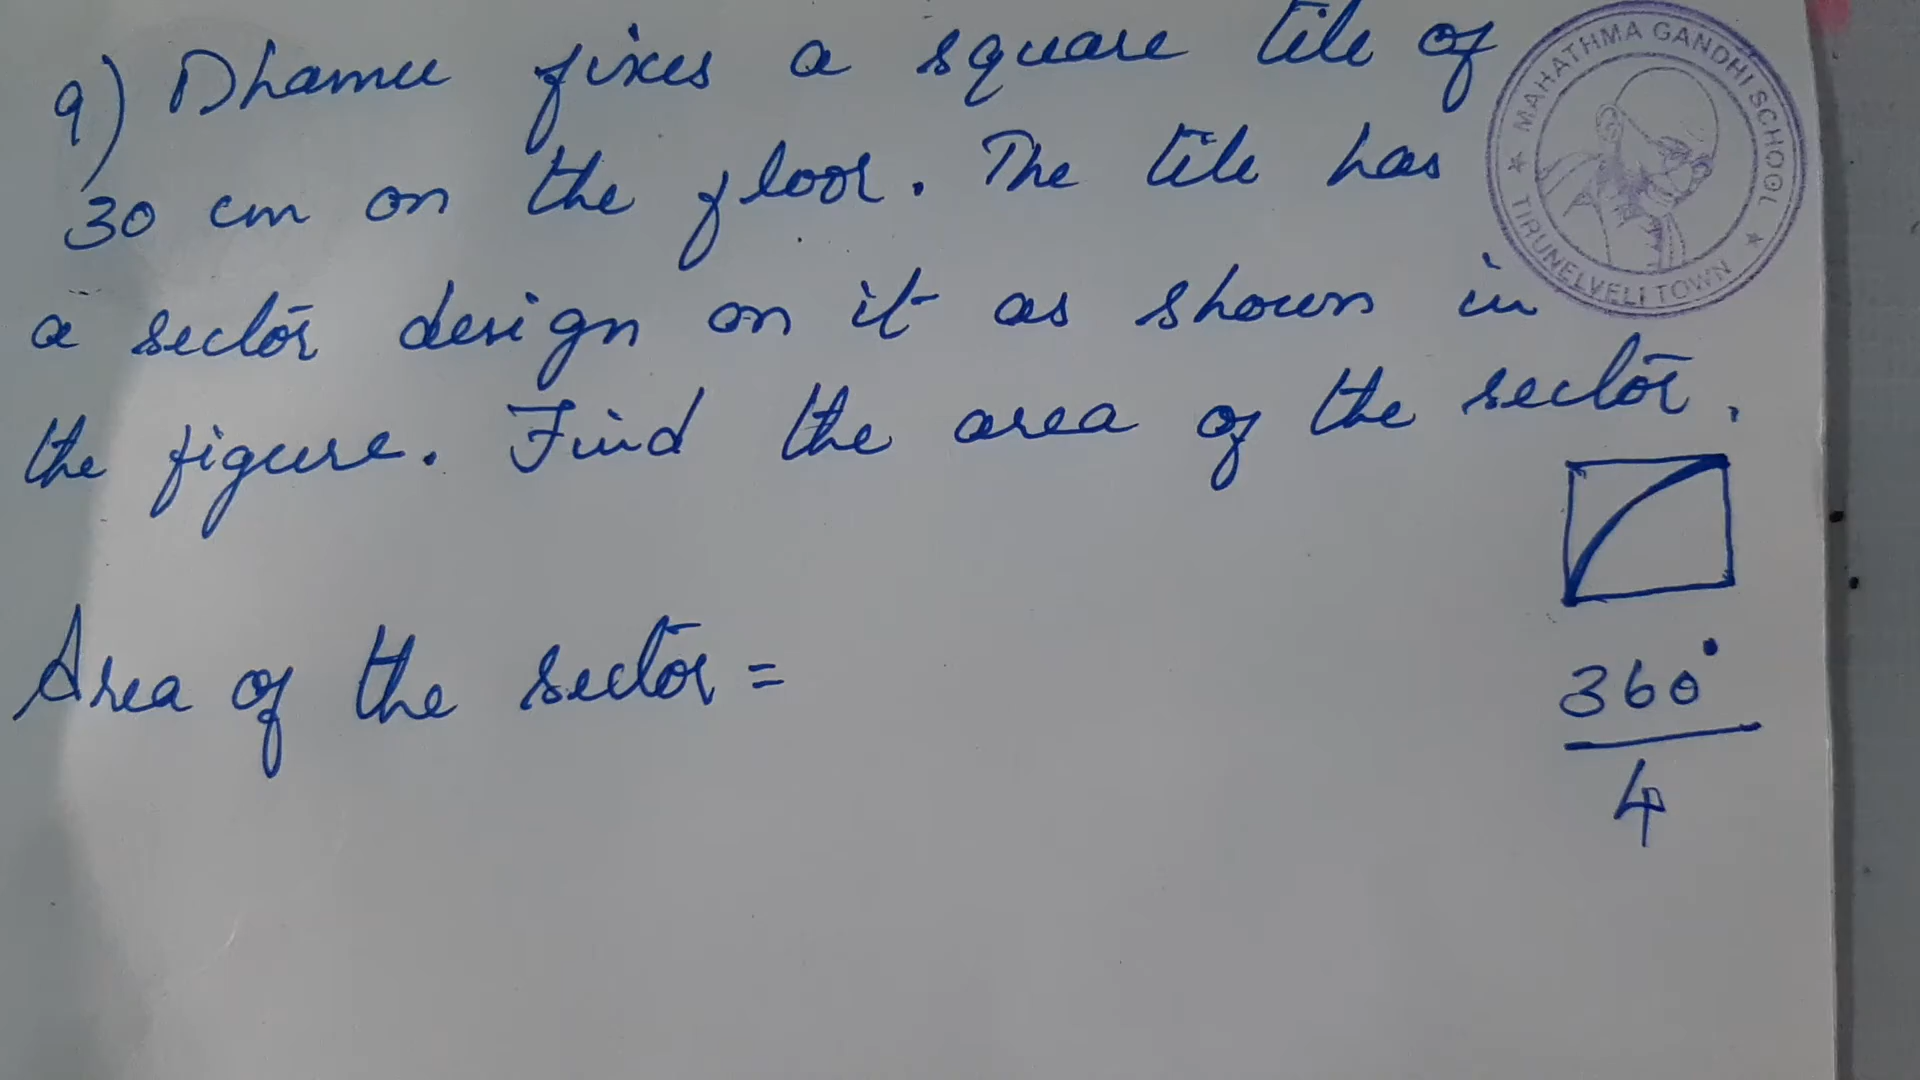 9) Dhamu fixes a square tile of
30 cm on the floor. The tile has
a sector design on it as shown in
the figure. Find the area of the sector.
Area of the sector =
360°
4
MAHATHMA GANDHI SCHOOL
★ TIRUNELVELI TOWN ★